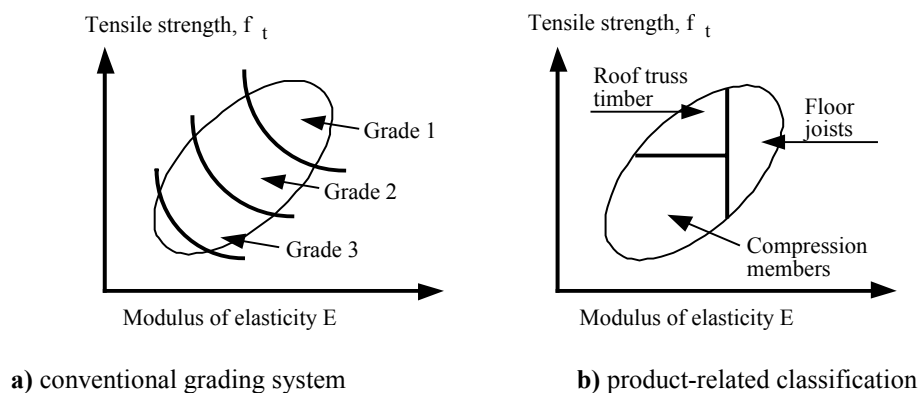 Tensile strength, f t
Grade 1
Grade 2
Grade 3
Modulus of elasticity E
a) conventional grading system
Tensile strength, f t
Roof truss
timber
Floor
joists
Compression
members
Modulus of elasticity E
b) product-related classification